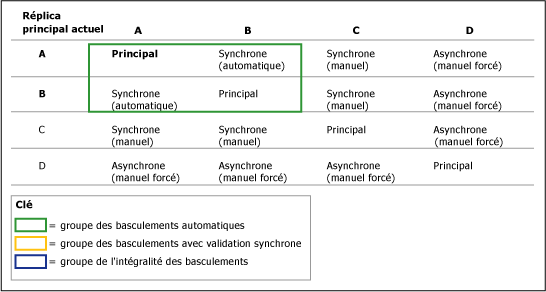 Réplica
principal actuel A B C D
A Principal Synchrone (automatique) Synchrone (manuel) Asynchrone (manuel forcé)
B Synchrone (automatique) Principal Synchrone (manuel) Asynchrone (manuel forcé)
C Synchrone (manuel) Synchrone (manuel) Principal Asynchrone (manuel forcé)
D Asynchrone (manuel forcé) Asynchrone (manuel forcé) Asynchrone (manuel forcé) Principal
Clé
= groupe des basculements automatiques
= groupe des basculements avec validation synchrone
= groupe de l'intégralité des basculements